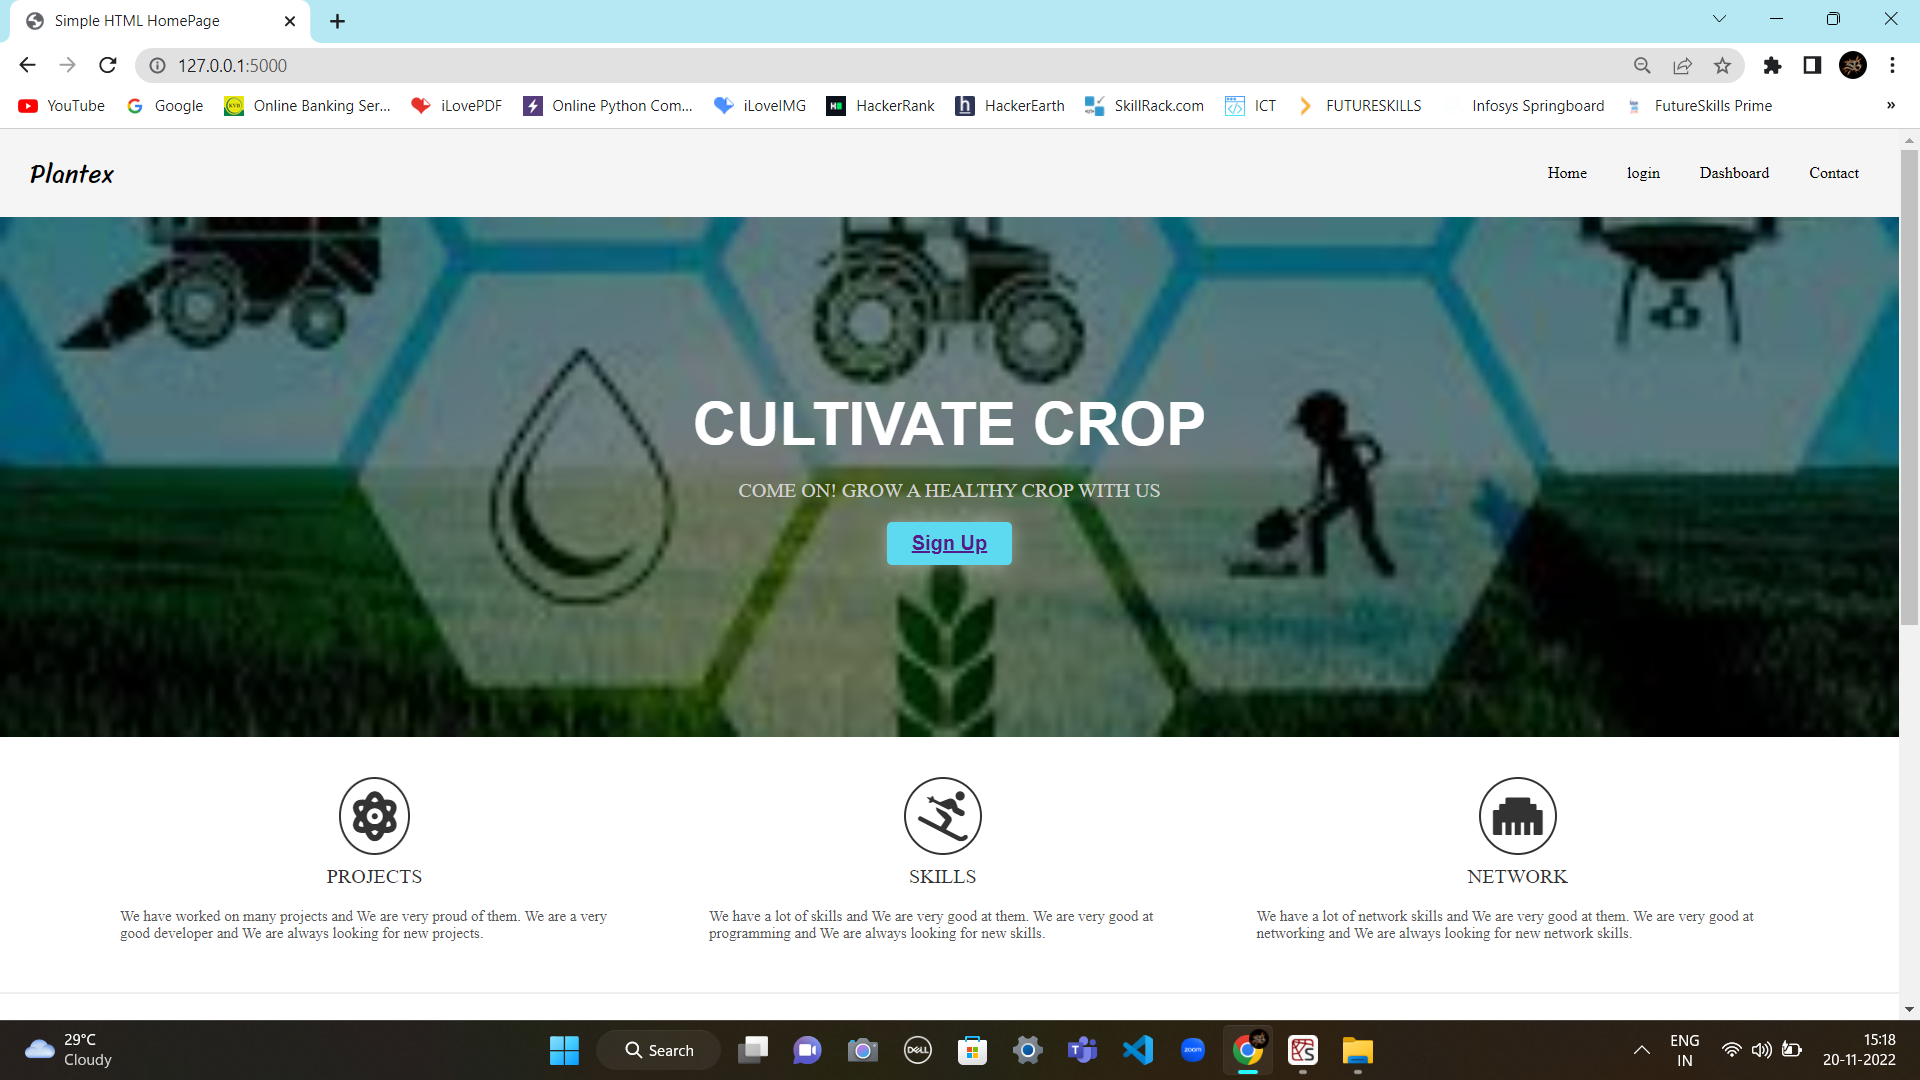 Simple HTML HomePage
127.0.0.1:5000
YouTube Google Online Banking Ser... iLovePDF Online Python Com... iLoveIMG HackerRank HackerEarth SkillRack.com ICT FUTURESKILLS Infosys Springboard FutureSkills Prime »
Plantex
Home login Dashboard Contact
CULTIVATE CROP
COME ON! GROW A HEALTHY CROP WITH US
Sign Up
PROJECTS
We have worked on many projects and We are very proud of them. We are a very
good developer and We are always looking for new projects.
SKILLS
We have a lot of skills and We are very good at them. We are very good at
programming and We are always looking for new skills.
NETWORK
We have a lot of network skills and We are very good at them. We are very good at
networking and We are always looking for new network skills.
29°C
Cloudy
Search
DELL
zoom
ENG
IN
15:18
20-11-2022